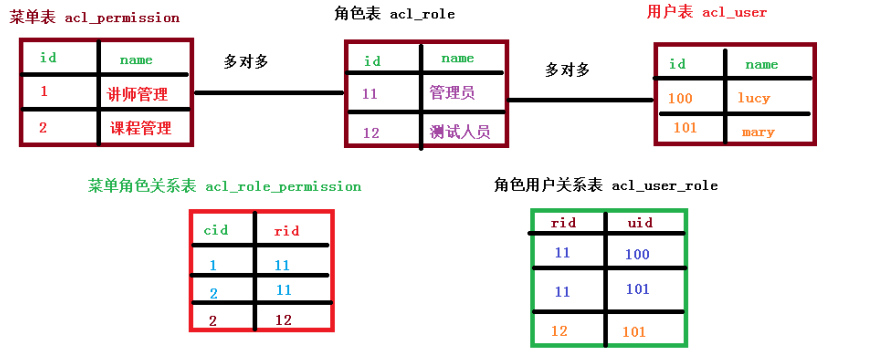 菜单表 acl_permission
角色表 acl_role
用户表 acl_user
id name
1 讲师管理
2 课程管理
多对多
id name
11 管理员
12 测试人员
多对多
id name
100 lucy
101 mary
菜单角色关系表 acl_role_permission
角色用户关系表 acl_user_role
cid rid
1 11
2 11
2 12
rid uid
11 100
11 101
12 101